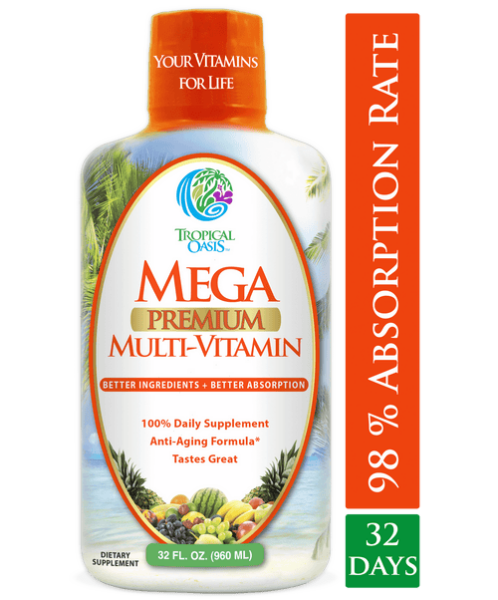 YOUR VITAMINS
FOR LIFE
TROPICAL
OASIS™
MEGA
PREMIUM
MULTI-VITAMIN
BETTER INGREDIENTS + BETTER ABSORPTION
100% Daily Supplement
Anti-Aging Formula*
Tastes Great
DIETARY
SUPPLEMENT
32 FL. OZ. (960 ML)
98 % ABSORPTION RATE
32
DAYS